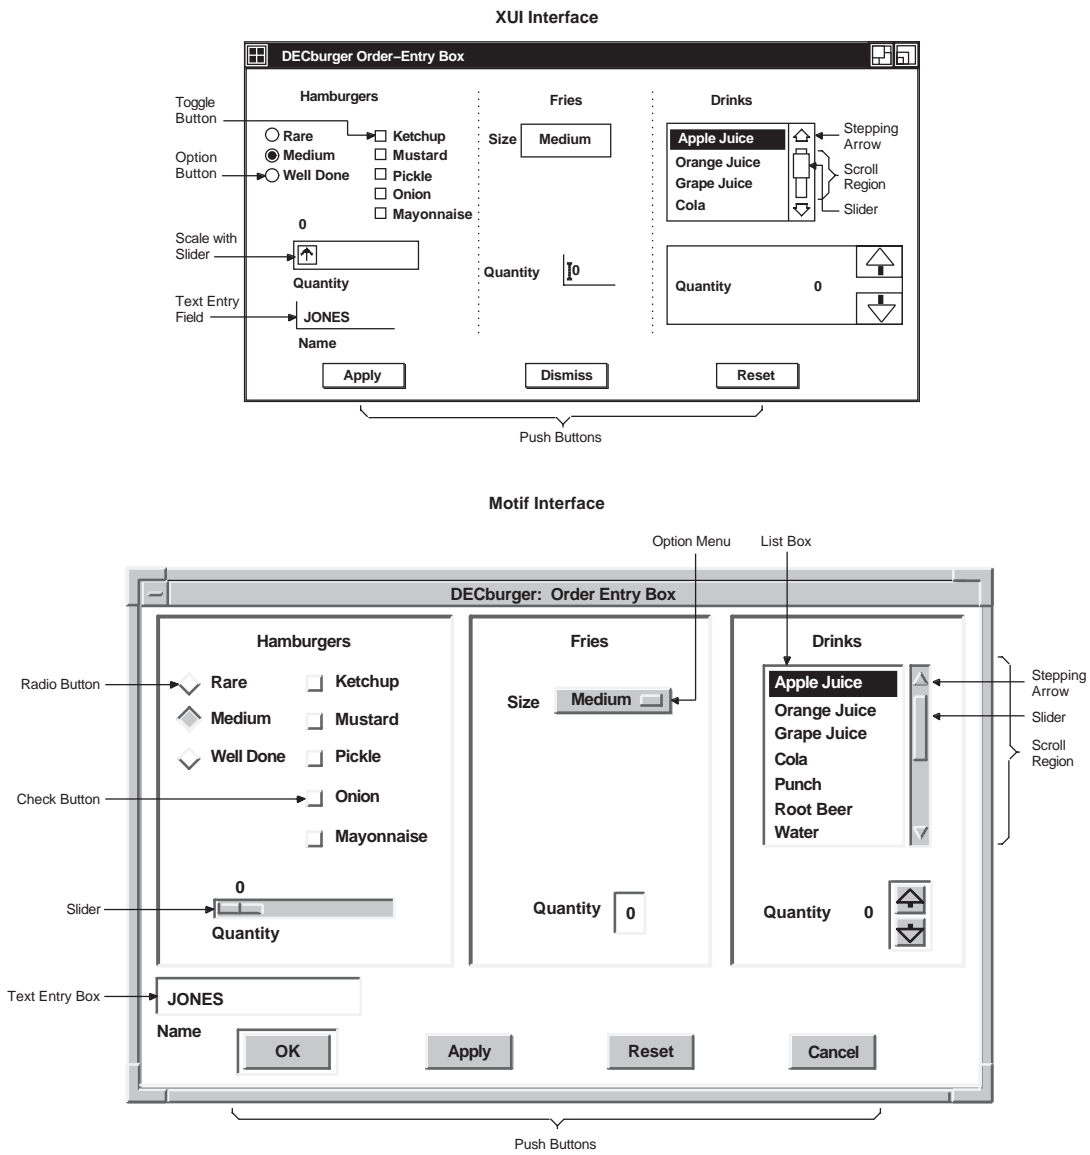 XUI Interface
DECburger Order–Entry Box
Hamburgers
Fries
Drinks
Toggle
Button
Option
Button
Rare
Medium
Well Done
Ketchup
Mustard
Pickle
Onion
Mayonnaise
Size
Medium
Apple Juice
Orange Juice
Grape Juice
Cola
Stepping
Arrow
Scroll
Region
Slider
0
Scale with
Slider
Quantity
Quantity
0
Quantity
0
Text Entry
Field
JONES
Name
Apply
Dismiss
Reset
Push Buttons
Motif Interface
Option Menu
List Box
DECburger: Order Entry Box
Hamburgers
Fries
Drinks
Radio Button
Rare
Medium
Well Done
Ketchup
Mustard
Pickle
Onion
Mayonnaise
Check Button
Size
Medium
Apple Juice
Orange Juice
Grape Juice
Cola
Punch
Root Beer
Water
Stepping
Arrow
Slider
Scroll
Region
0
Slider
Quantity
Quantity
0
Quantity
0
Text Entry Box
JONES
Name
OK
Apply
Reset
Cancel
Push Buttons